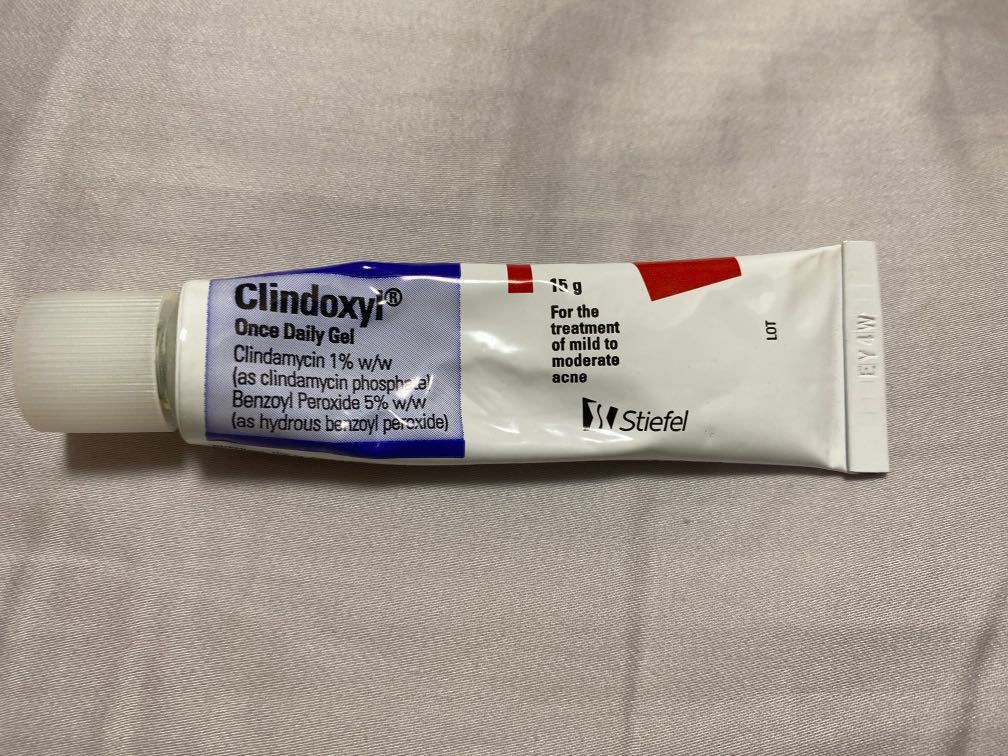 Clindoxyl®
Once Daily Gel
Clindamycin 1% w/w
(as clindamycin phosphate)
Benzoyl Peroxide 5% w/w
(as hydrous benzoyl peroxide)
15 g
For the
treatment
of mild to
moderate
acne
Stiefel
LOT
EY4W